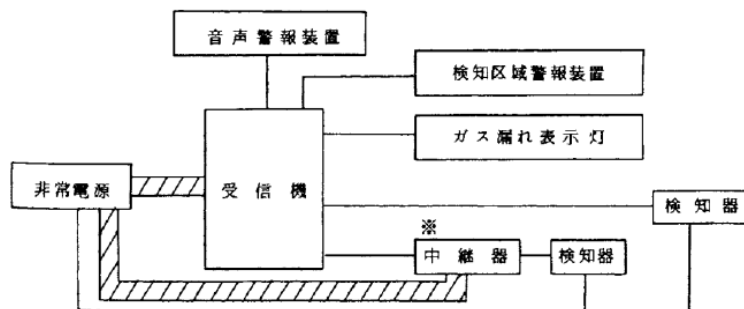 音声警報装置
検知区域警報装置
ガス漏れ表示灯
非常電源
受信機
検知器
※
中継器
検知器